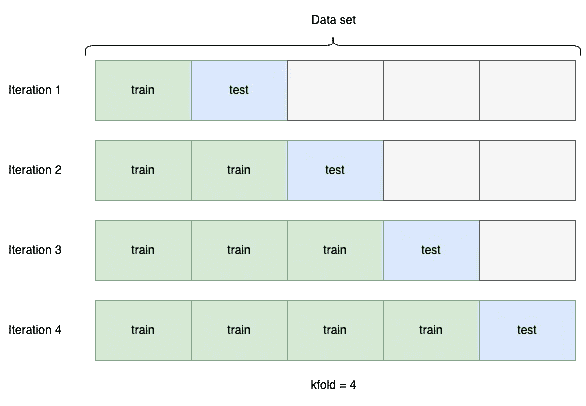 Data set
Iteration 1 train test
Iteration 2 train train test
Iteration 3 train train train test
Iteration 4 train train train train test
kfold = 4